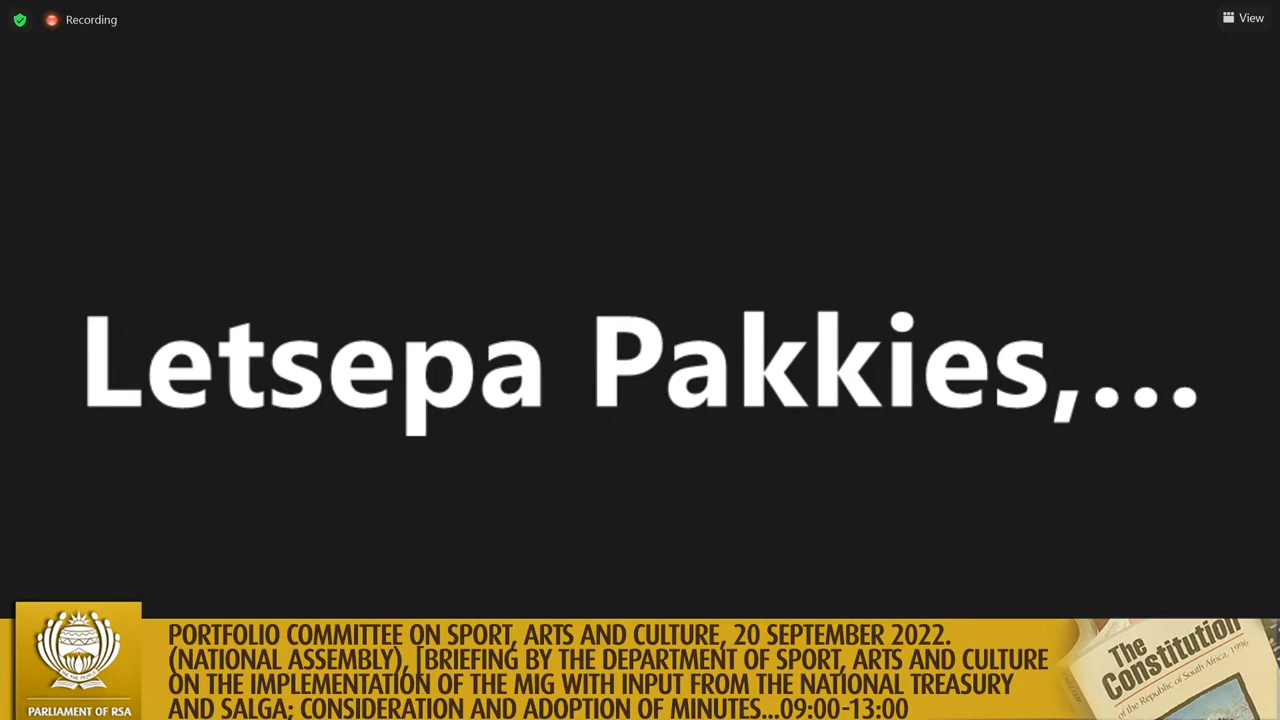 Recording
View
Letsepa Pakkies,...
PORTFOLIO COMMITTEE ON SPORT, ARTS AND CULTURE, 20 SEPTEMBER 2022.
(NATIONAL ASSEMBLY), [BRIEFING BY THE DEPARTMENT OF SPORT, ARTS AND CULTURE
ON THE IMPLEMENTATION OF THE MIG WITH INPUT FROM THE NATIONAL TREASURY
AND SALGA; CONSIDERATION AND ADOPTION OF MINUTES...09:00-13:00
PARLIAMENT OF RSA
The
Constitution
of the Republic of South Africa, 1996